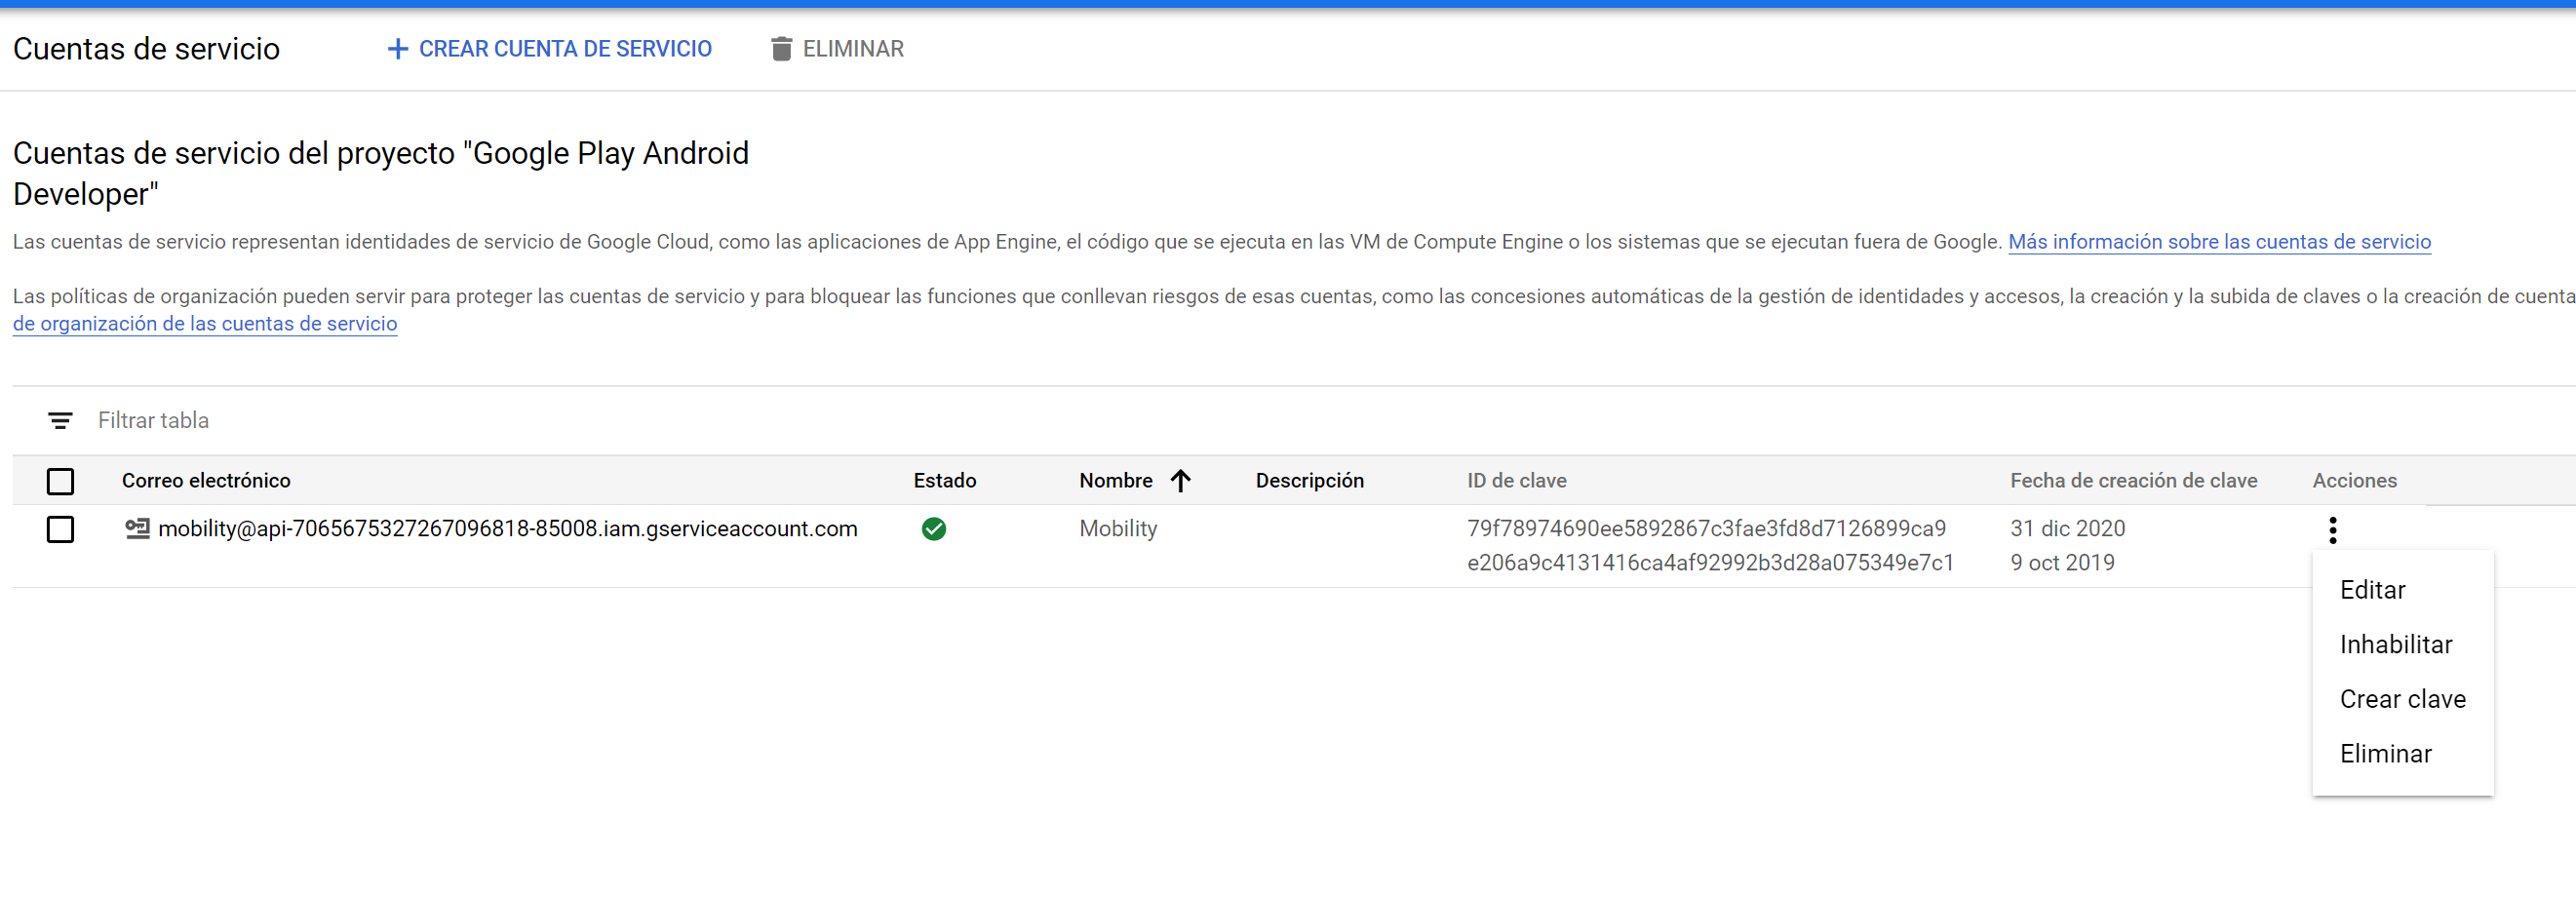 Cuentas de servicio
CREAR CUENTA DE SERVICIO
ELIMINAR
Cuentas de servicio del proyecto "Google Play Android
Developer"
Las cuentas de servicio representan identidades de servicio de Google Cloud, como las aplicaciones de App Engine, el código que se ejecuta en las VM de Compute Engine o los sistemas que se ejecutan fuera de Google. Más información sobre las cuentas de servicio
Las políticas de organización pueden servir para proteger las cuentas de servicio y para bloquear las funciones que conllevan riesgos de esas cuentas, como las concesiones automáticas de la gestión de identidades y accesos, la creación y la subida de claves o la creación de cuenta
de organización de las cuentas de servicio
Filtrar tabla
Correo electrónico Estado Nombre Descripción ID de clave Fecha de creación de clave Acciones
mobility@api-7065675327267096818-85008.iam.gserviceaccount.com Mobility 79f78974690ee5892867c3fae3fd8d7126899ca9 31 dic 2020
e206a9c4131416ca4af92992b3d28a075349e7c1 9 oct 2019
Editar
Inhabilitar
Crear clave
Eliminar